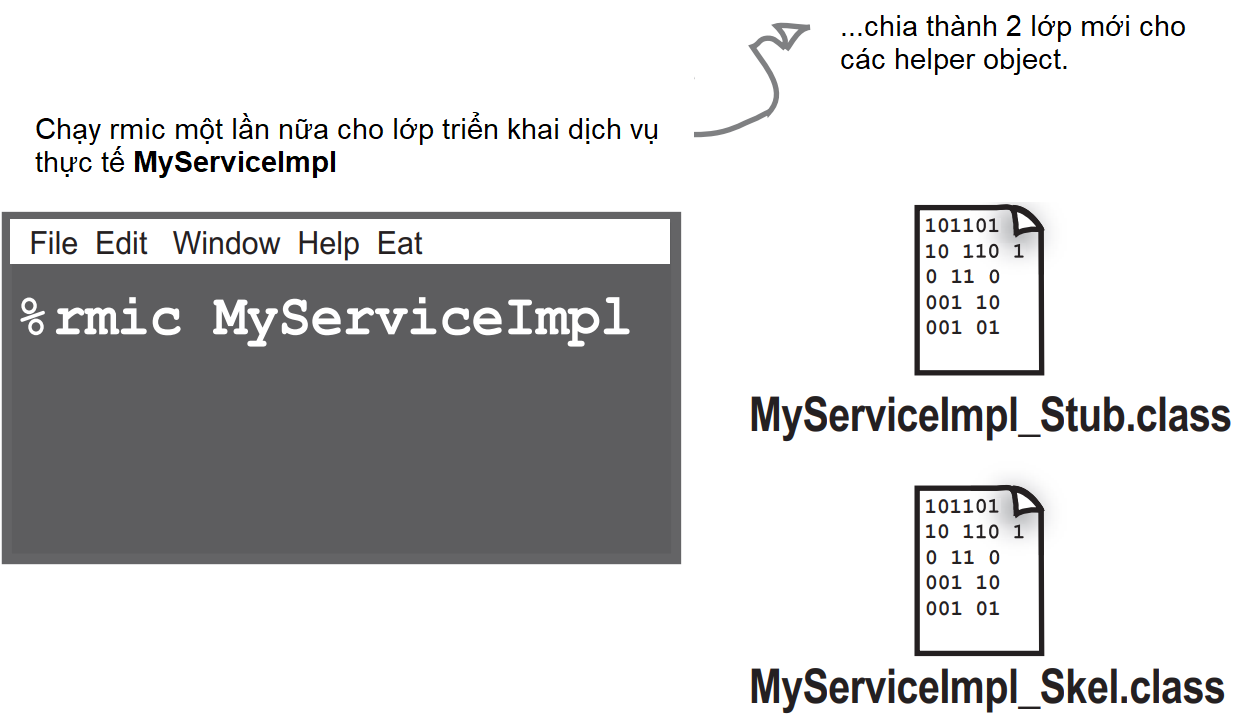 ...chia thành 2 lớp mới cho
các helper object.
Chạy rmic một lần nữa cho lớp triển khai dịch vụ
thực tế MyServiceImpl
File Edit Window Help Eat
%rmic MyServiceImpl
101101
10 110 1
0 11 0
001 10
001 01
MyServiceImpl_Stub.class
101101
10 110 1
0 11 0
001 10
001 01
MyServiceImpl_Skel.class